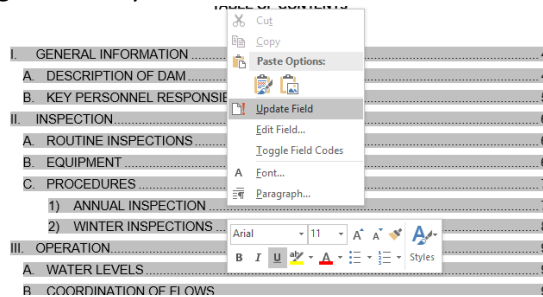 TABLE OF CONTENTS
Cut
Copy
Paste Options:
Update Field
Edit Field...
Toggle Field Codes
A Font...
Paragraph...
I. GENERAL INFORMATION
A. DESCRIPTION OF DAM
B. KEY PERSONNEL
II. INSPECTION
A. ROUTINE INSPECTIONS
B. EQUIPMENT
C. PROCEDURES
1) ANNUAL INSPECTION
2) WINTER INSPECTIONS
III. OPERATION
A. WATER LEVELS
B. COORDINATION OF FLOWS
Arial 11 A A A
B I U aby A Styles